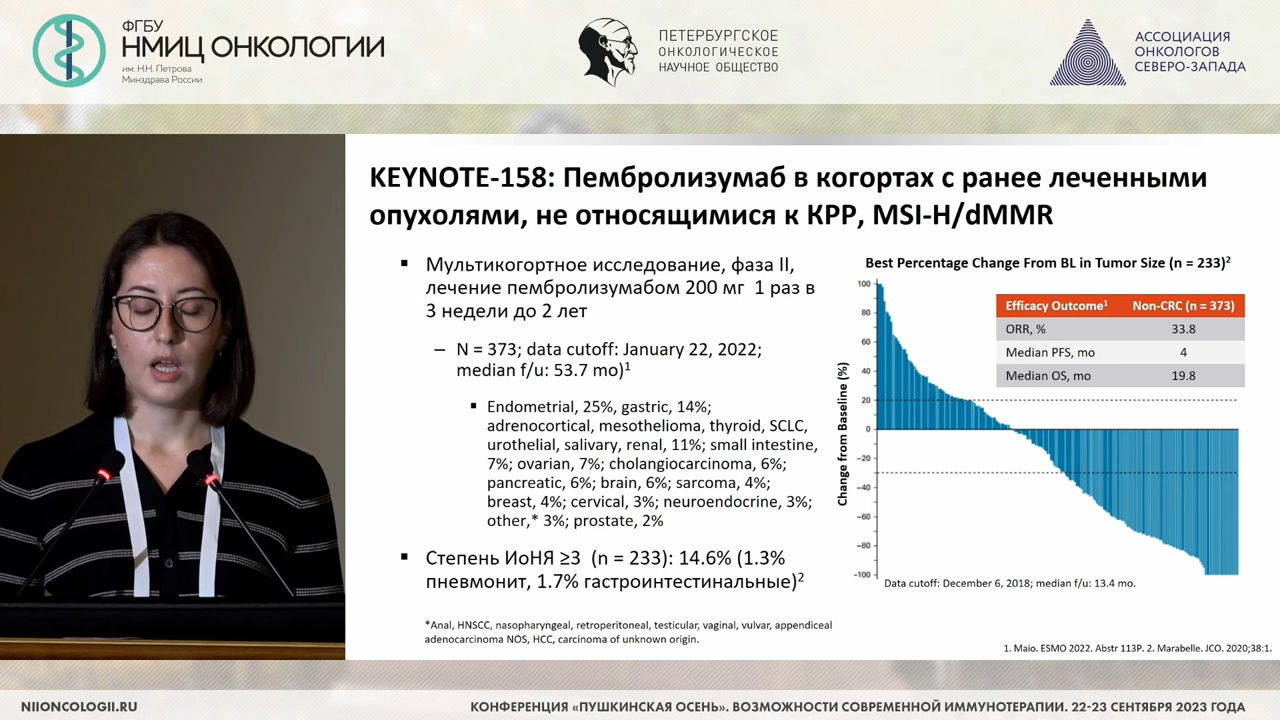 ФГБУ
НМИЦ ОНКОЛОГИИ
им. Н.Н. Петрова
Минздрава России
ПЕТЕРБУРГСКОЕ
ОНКОЛОГИЧЕСКОЕ
НАУЧНОЕ ОБЩЕСТВО
АССОЦИАЦИЯ
ОНКОЛОГОВ
СЕВЕРО-ЗАПАДА
KEYNOTE-158: Пембролизумаб в когортах с ранее леченными
опухолями, не относящимися к КРР, MSI-H/dMMR
▪ Мультикогортное исследование, фаза II,
лечение пембролизумабом 200 мг 1 раз в
3 недели до 2 лет
– N = 373; data cutoff: January 22, 2022;
median f/u: 53.7 mo)1
▪ Endometrial, 25%, gastric, 14%;
adrenocortical, mesothelioma, thyroid, SCLC,
urothelial, salivary, renal, 11%; small intestine,
7%; ovarian, 7%; cholangiocarcinoma, 6%;
pancreatic, 6%; brain, 6%; sarcoma, 4%;
breast, 4%; cervical, 3%; neuroendocrine, 3%;
other,* 3%; prostate, 2%
▪ Степень ИоНЯ ≥3 (n = 233): 14.6% (1.3%
пневмонит, 1.7% гастроинтестинальные)2
*Anal, HNSCC, nasopharyngeal, retroperitoneal, testicular, vaginal, vulvar, appendiceal
adenocarcinoma NOS, HCC, carcinoma of unknown origin.
Best Percentage Change From BL in Tumor Size (n = 233)2
Change from Baseline (%)
100
80
60
40
20
0
−20
−40
−60
−80
−100
Efficacy Outcome1 Non-CRC (n = 373)
ORR, % 33.8
Median PFS, mo 4
Median OS, mo 19.8
Data cutoff: December 6, 2018; median f/u: 13.4 mo.
1. Maio. ESMO 2022. Abstr 113P. 2. Marabelle. JCO. 2020;38:1.
NIIONCOLOGII.RU
КОНФЕРЕНЦИЯ «ПУШКИНСКАЯ ОСЕНЬ». ВОЗМОЖНОСТИ СОВРЕМЕННОЙ ИММУНОТЕРАПИИ. 22-23 СЕНТЯБРЯ 2023 ГОДА